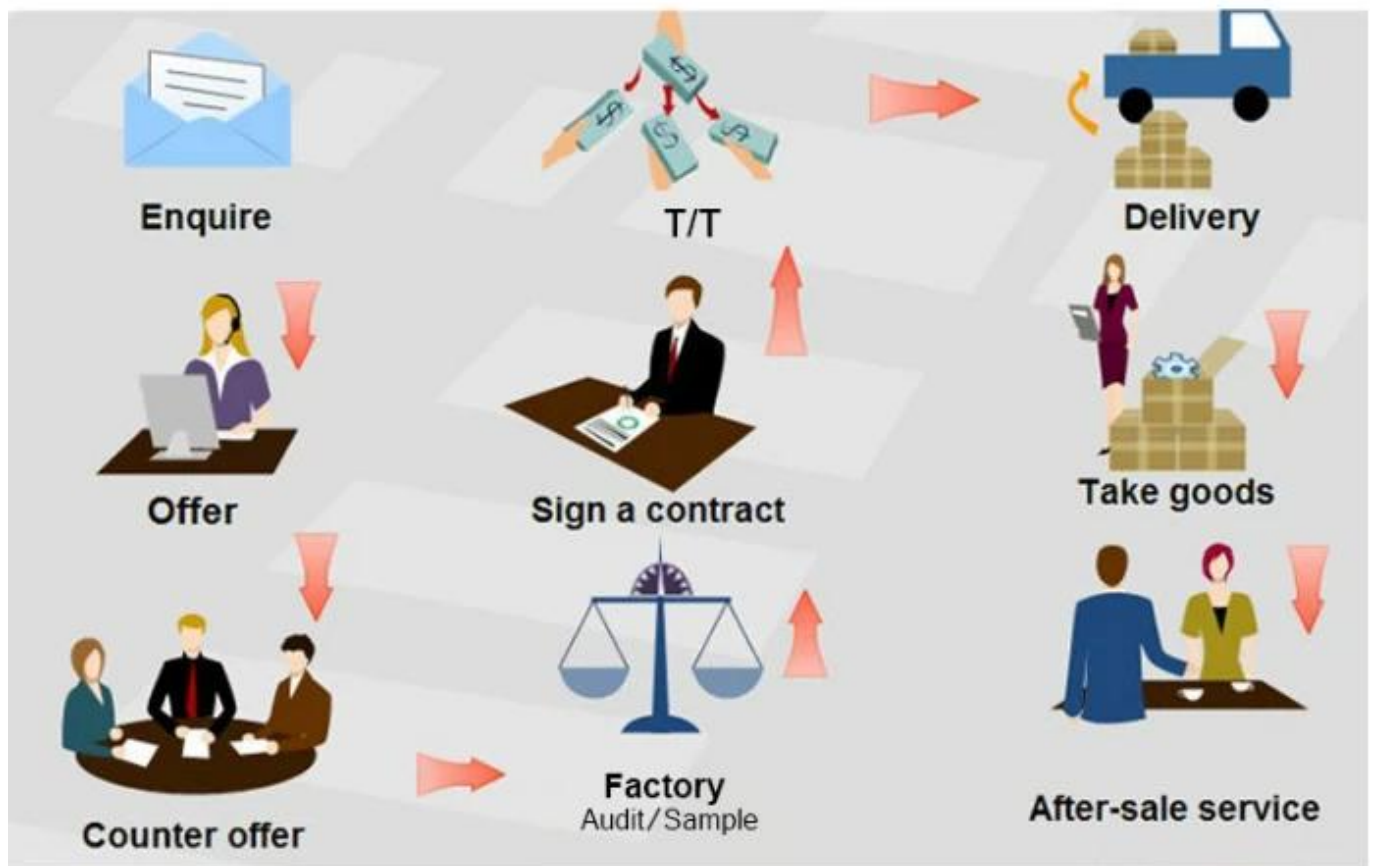 Enquire
T/T
Delivery
Offer
Sign a contract
Take goods
Counter offer
Factory
Audit/Sample
After-sale service